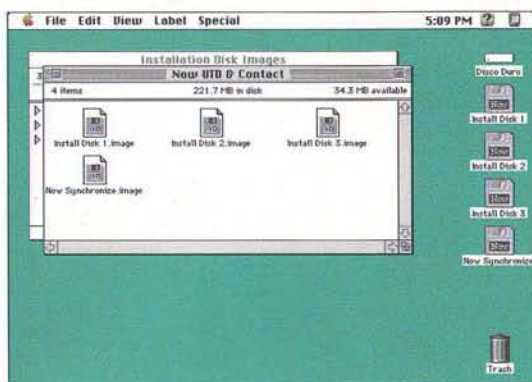 File Edit View Label Special 5:09 PM
Installation Disk Images
Now UTD & Contact
4 items 221.7 MB in disk 34.3 MB available
Install Disk 1.image
Install Disk 2.image
Install Disk 3.image
Now Synchronize.image
Disco Duro
Install Disk 1
Install Disk 2
Install Disk 3
Now Synchronize
Trash